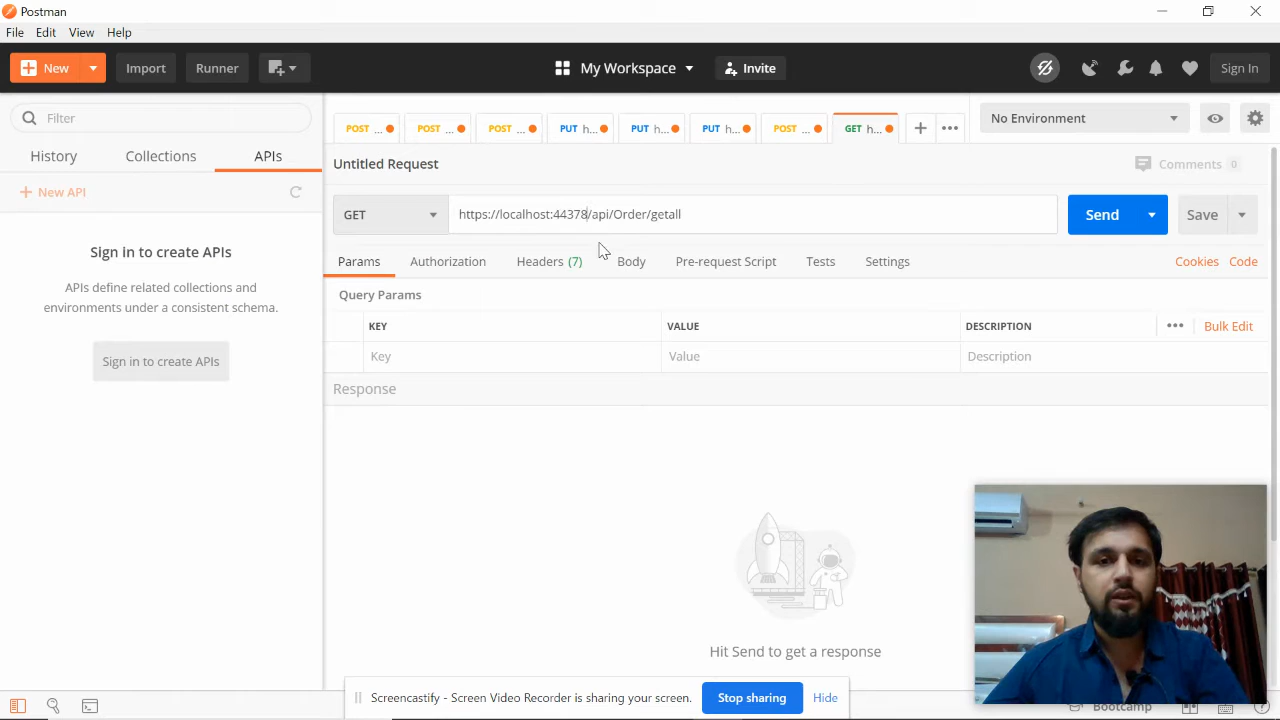 Postman
File Edit View Help
New Import Runner My Workspace Invite Sign In
Filter
History Collections APIs
New API
Sign in to create APIs
APIs define related collections and
environments under a consistent schema.
Sign in to create APIs
POST ... POST ... POST ... PUT h... PUT h... PUT h... POST ... GET h... No Environment
Untitled Request Comments 0
GET https://localhost:44378/api/Order/getall Send Save
Params Authorization Headers (7) Body Pre-request Script Tests Settings Cookies Code
Query Params
KEY VALUE DESCRIPTION Bulk Edit
Key Value Description
Response
Hit Send to get a response
Screencastify - Screen Video Recorder is sharing your screen. Stop sharing Hide
Bootcamp